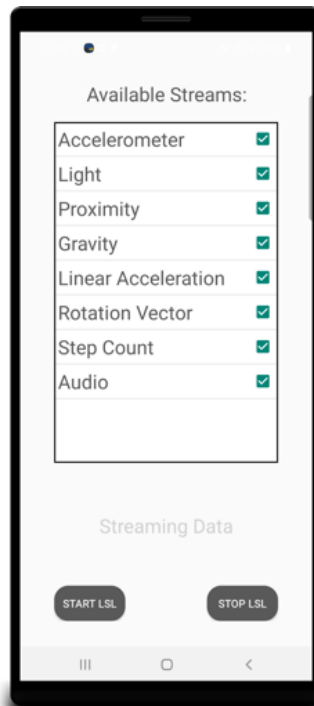 Available Streams:
Accelerometer
Light
Proximity
Gravity
Linear Acceleration
Rotation Vector
Step Count
Audio
Streaming Data
START LSL
STOP LSL